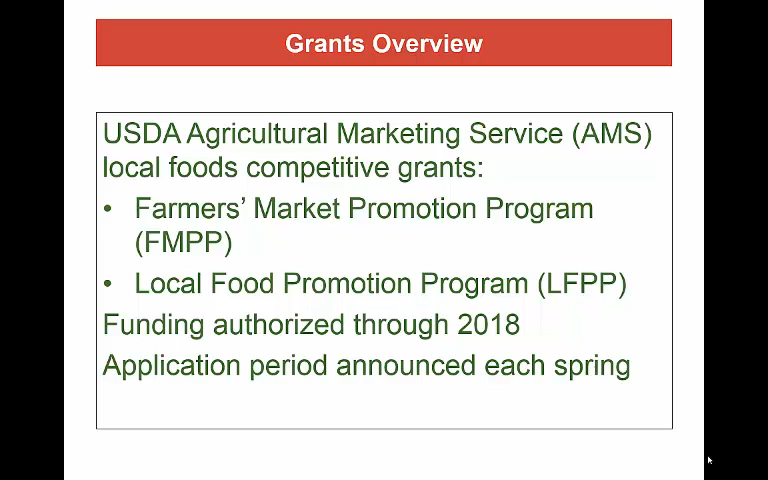 Grants Overview
USDA Agricultural Marketing Service (AMS)
local foods competitive grants:
• Farmers’ Market Promotion Program
(FMPP)
• Local Food Promotion Program (LFPP)
Funding authorized through 2018
Application period announced each spring